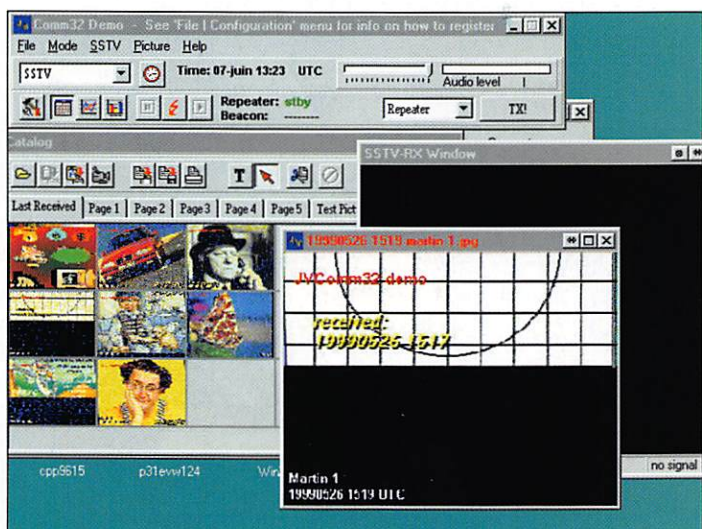 Comm32 Demo - See 'File | Configuration' menu for info on how to register
File Mode SSTV Picture Help
SSTV Time: 07-juin 13:23 UTC
Audio level
Repeater: stby Repeater TX!
Beacon: -------
Catalog
SSTV-RX Window
T
Last Received Page 1 Page 2 Page 3 Page 4 Page 5 Test Pict
19990526 1519 martin 1.jpg
JVComm32 demo
received:
19990526 1517
Martin 1
19990526 1519 UTC
cpp9615 p31evw124 Win
no signal